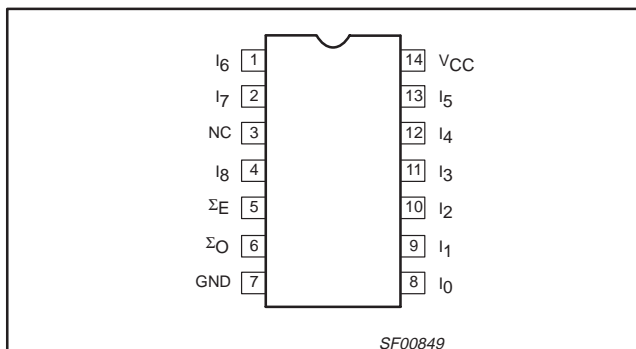 I6 1 14 VCC
I7 2 13 I5
NC 3 12 I4
I8 4 11 I3
ΣE 5 10 I2
ΣO 6 9 I1
GND 7 8 I0
SF00849